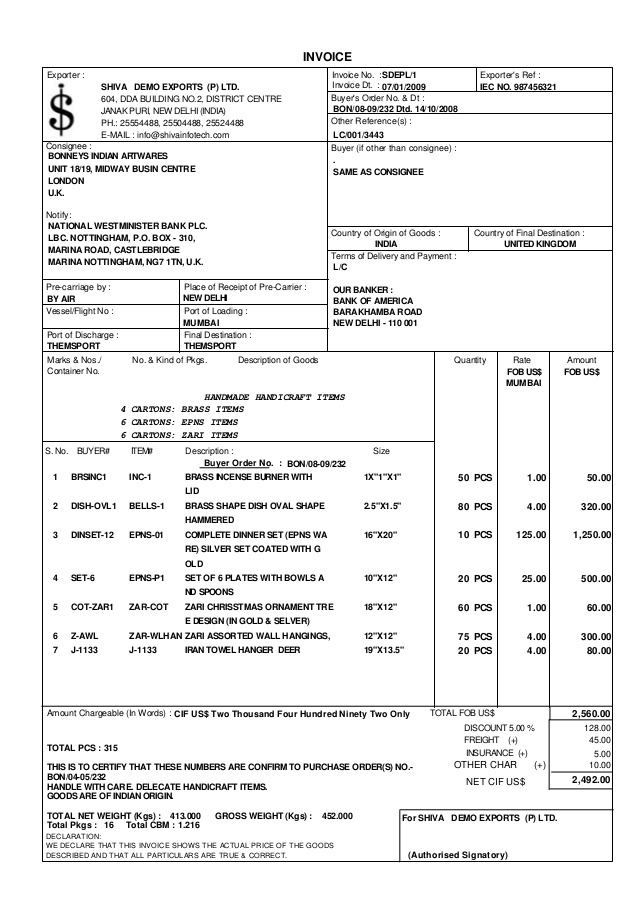 INVOICE
Exporter :
SHIVA DEMO EXPORTS (P) LTD.
604, DDA BUILDING NO.2, DISTRICT CENTRE
JANAK PURI, NEW DELHI (INDIA)
PH.: 25554488, 25504488, 25524488
E-MAIL : info@shivainfotech.com
Invoice No. :SDEPL/1
Invoice Dt. : 07/01/2009
Exporter's Ref :
IEC NO. 987456321
Buyer's Order No. & Dt :
BON/08-09/232 Dtd. 14/10/2008
Other Reference(s) :
LC/001/3443
Consignee :
BONNEYS INDIAN ARTWARES
UNIT 18/19, MIDWAY BUSIN CENTRE
LONDON
U.K.
Buyer (if other than consignee) :
.
SAME AS CONSIGNEE
Notify :
NATIONAL WESTMINISTER BANK PLC.
LBC. NOTTINGHAM, P.O. BOX - 310,
MARINA ROAD, CASTLEBRIDGE
MARINA NOTTINGHAM, NG7 1TN, U.K.
Country of Origin of Goods :
INDIA
Country of Final Destination :
UNITED KINGDOM
Terms of Delivery and Payment :
L/C
OUR BANKER :
BANK OF AMERICA
BARAKHAMBA ROAD
NEW DELHI - 110 001
Pre-carriage by :
BY AIR
Place of Receipt of Pre-Carrier :
NEW DELHI
Vessel/Flight No :
Port of Loading :
MUMBAI
Port of Discharge :
THEMSPORT
Final Destination :
THEMSPORT
Marks & Nos./ No. & Kind of Pkgs. Description of Goods Quantity Rate Amount
Container No. FOB US$ FOB US$
MUMBAI
HANDMADE HANDICRAFT ITEMS
4 CARTONS: BRASS ITEMS
6 CARTONS: EPNS ITEMS
6 CARTONS: ZARI ITEMS
S. No. BUYER# ITEM# Description : Size
Buyer Order No. : BON/08-09/232
1 BRSINC1 INC-1 BRASS INCENSE BURNER WITH 1X"1"X1" 50 PCS 1.00 50.00
LID
2 DISH-OVL1 BELLS-1 BRASS SHAPE DISH OVAL SHAPE 2.5"X1.5" 80 PCS 4.00 320.00
HAMMERED
3 DINSET-12 EPNS-01 COMPLETE DINNER SET (EPNS WA 16"X20" 10 PCS 125.00 1,250.00
RE) SILVER SET COATED WITH G
OLD
4 SET-6 EPNS-P1 SET OF 6 PLATES WITH BOWLS A 10"X12" 20 PCS 25.00 500.00
ND SPOONS
5 COT-ZAR1 ZAR-COT ZARI CHRISSTMAS ORNAMENT TRE 18"X12" 60 PCS 1.00 60.00
E DESIGN (IN GOLD & SELVER)
6 Z-AWL ZAR-WLHAN ZARI ASSORTED WALL HANGINGS, 12"X12" 75 PCS 4.00 300.00
7 J-1133 J-1133 IRAN TOWEL HANGER DEER 19"X13.5" 20 PCS 4.00 80.00
Amount Chargeable (In Words) : CIF US$ Two Thousand Four Hundred Ninety Two Only TOTAL FOB US$ 2,560.00
DISCOUNT 5.00 % 128.00
FREIGHT (+) 45.00
TOTAL PCS : 315
INSURANCE (+) 5.00
OTHER CHAR (+) 10.00
NET CIF US$ 2,492.00
THIS IS TO CERTIFY THAT THESE NUMBERS ARE CONFIRM TO PURCHASE ORDER(S) NO.-
BON/04-05/232
HANDLE WITH CARE. DELECATE HANDICRAFT ITEMS.
GOODS ARE OF INDIAN ORIGIN.
TOTAL NET WEIGHT (Kgs) : 413.000 GROSS WEIGHT (Kgs) : 452.000
Total Pkgs : 16 Total CBM : 1.216
DECLARATION:
WE DECLARE THAT THIS INVOICE SHOWS THE ACTUAL PRICE OF THE GOODS
DESCRIBED AND THAT ALL PARTICULARS ARE TRUE & CORRECT.
For SHIVA DEMO EXPORTS (P) LTD.
(Authorised Signatory)